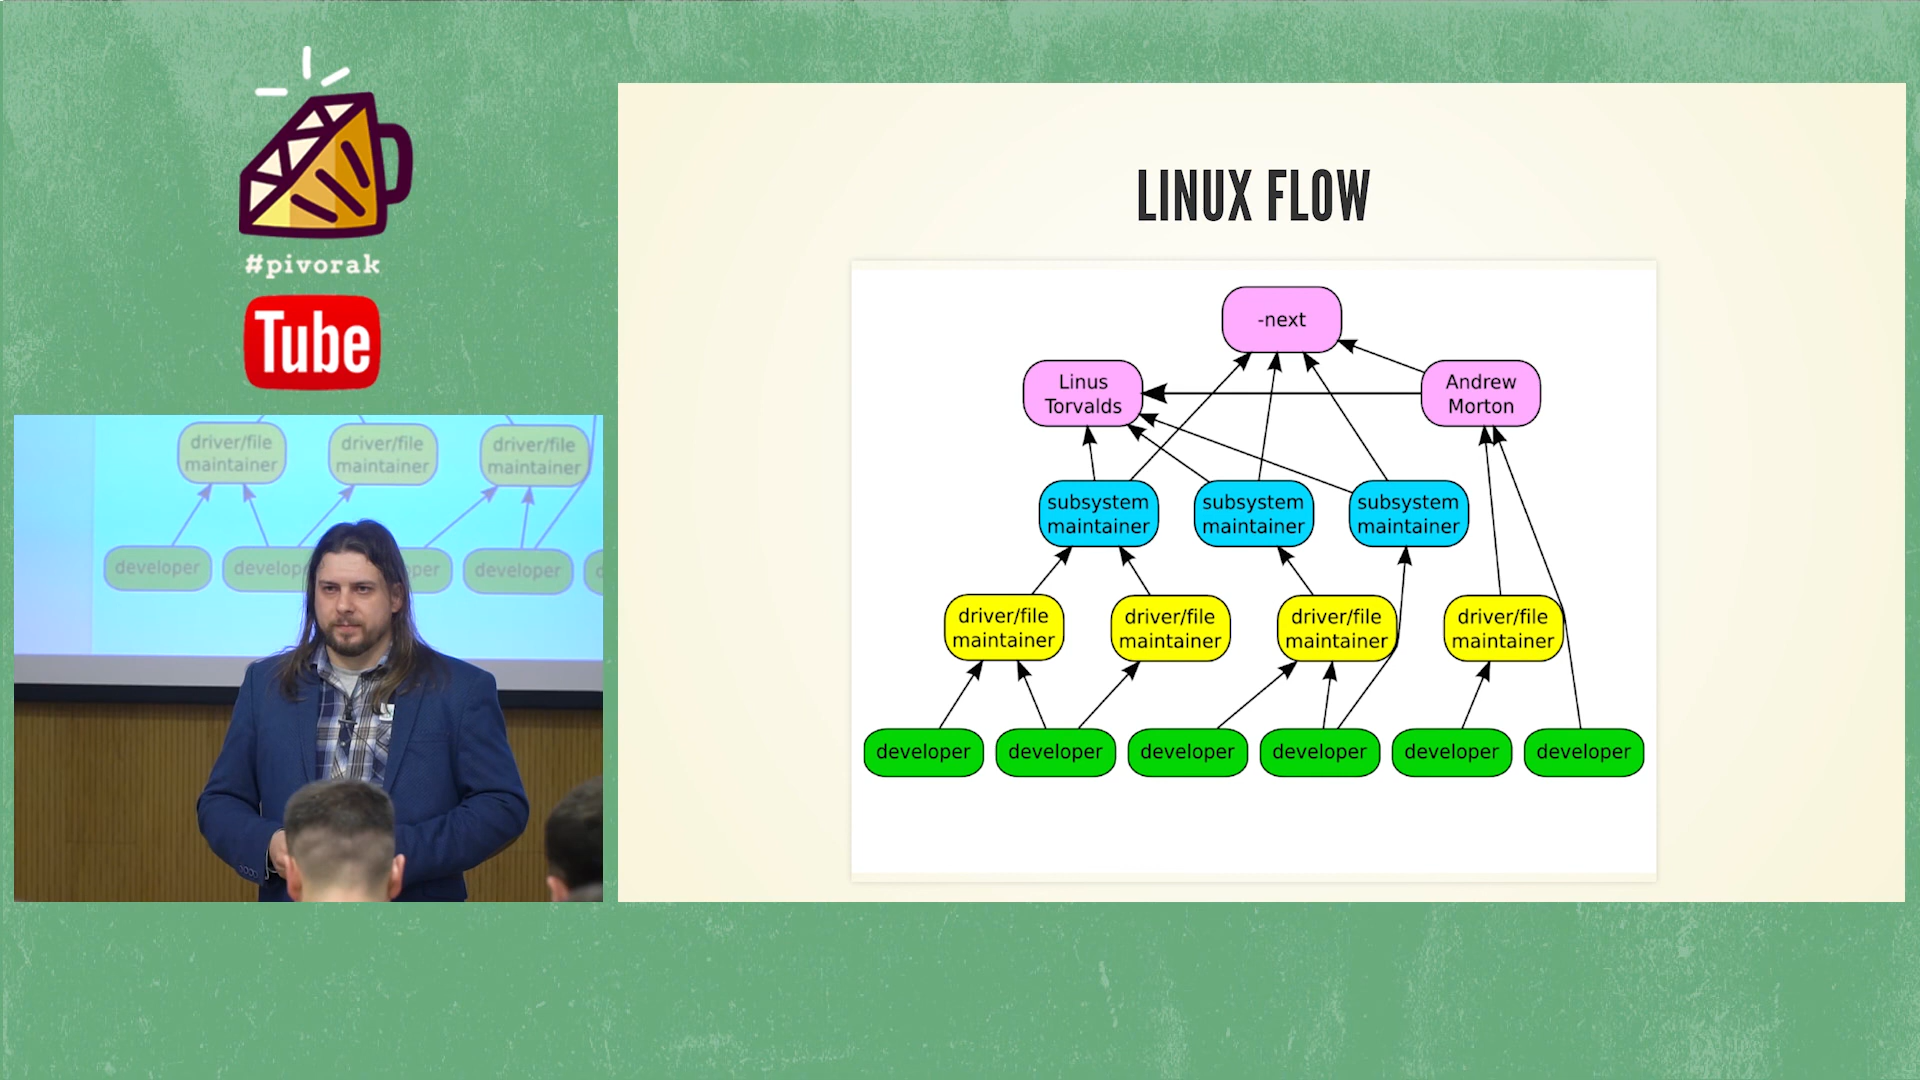 #pivorak
Tube
driver/file
maintainer
driver/file
maintainer
driver/file
maintainer
developer
developer
LINUX FLOW
-next
Linus
Torvalds
Andrew
Morton
subsystem
maintainer
subsystem
maintainer
subsystem
maintainer
driver/file
maintainer
driver/file
maintainer
driver/file
maintainer
driver/file
maintainer
developer
developer
developer
developer
developer
developer